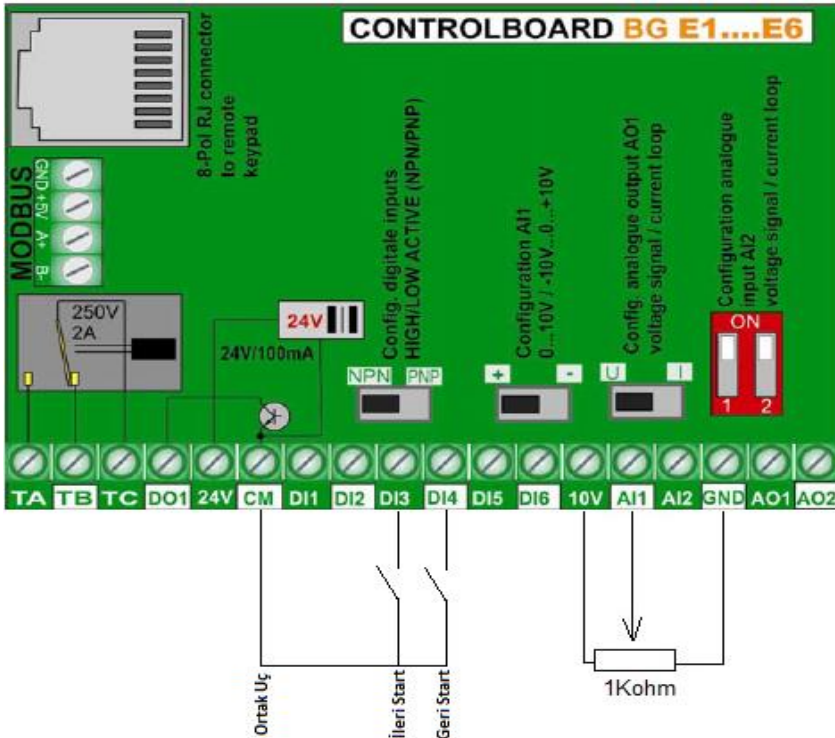 CONTROLBOARD BG E1....E6
8-Pol RJ connector
to remote
keypad
MODBUS
GND
+5V
A+
B-
250V
2A
24V
24V/100mA
Config. digitale inputs
HIGH/LOW ACTIVE (NPN/PNP)
NPN
PNP
Configuration AI1
0...10V / -10V...0...+10V
+
-
Config. analogue output AO1
voltage signal / current loop
U
I
Configuration analogue
input AI2
voltage signal / current loop
ON
1
2
TA
TB
TC
DO1
24V
CM
DI1
DI2
DI3
DI4
DI5
DI6
10V
AI1
AI2
GND
AO1
AO2
Ortak Uç
İleri Start
Geri Start
1Kohm